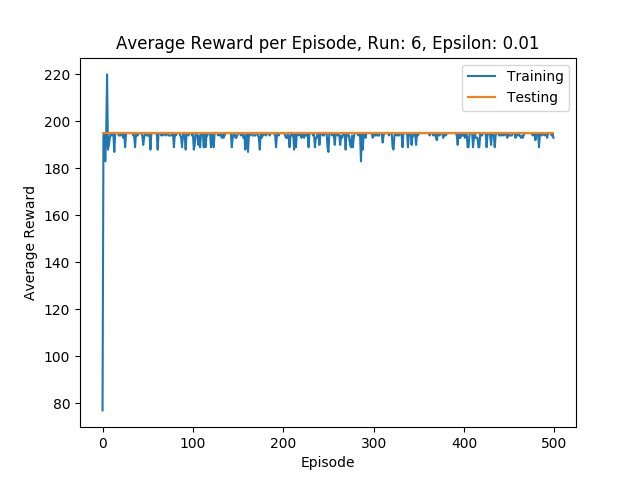 Average Reward per Episode, Run: 6, Epsilon: 0.01
Training
Testing
220
200
180
160
140
120
100
80
Average Reward
0 100 200 300 400 500
Episode